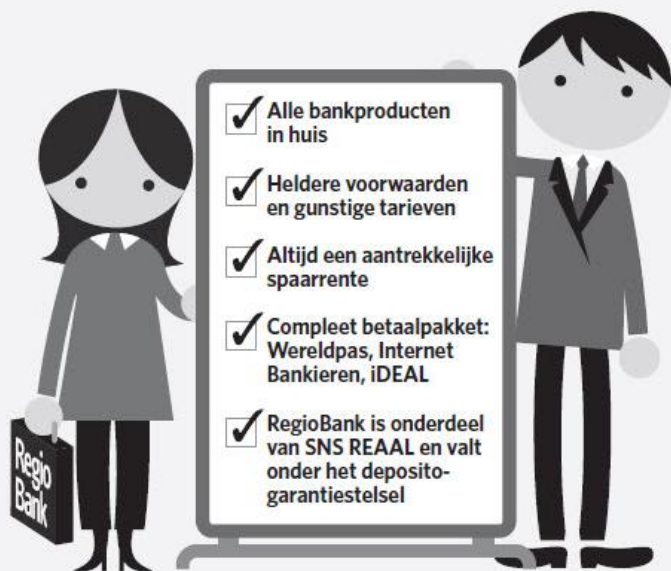 Alle bankproducten
in huis
Heldere voorwaarden
en gunstige tarieven
Altijd een aantrekkelijke
spaarrente
Compleet betaalpakket:
Wereldpas, Internet
Bankieren, iDEAL
RegioBank is onderdeel
van SNS REAAL en valt
onder het deposito-
garantiestelsel
Regio
Bank